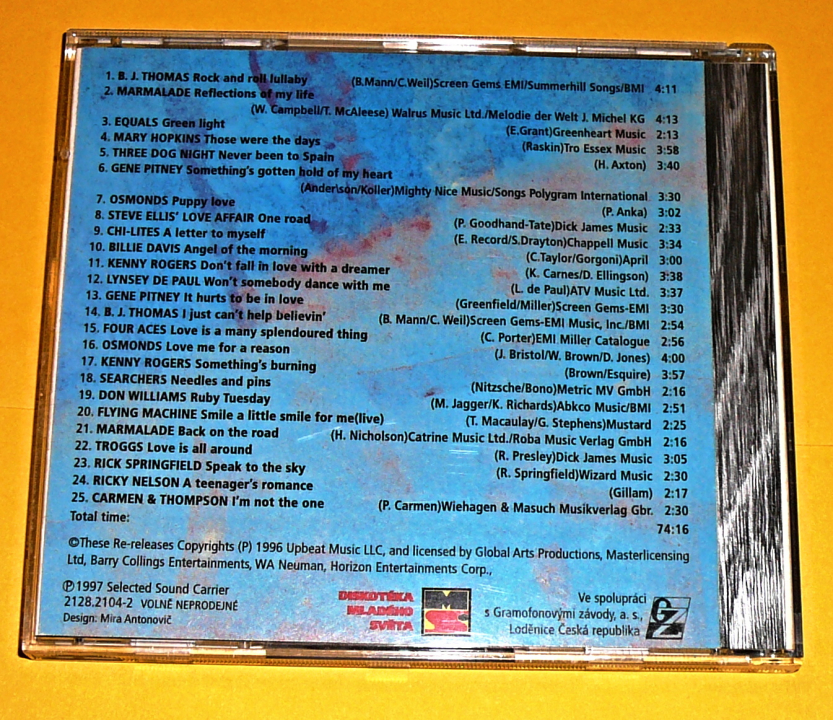 1. B. J. THOMAS Rock and roll lullaby (B.Mann/C.Weil)Screen Gems EMI/Summerhill Songs/BMI 4:11
2. MARMALADE Reflections of my life
(W. Campbell/T. McAleese) Walrus Music Ltd./Melodie der Welt J. Michel KG 4:13
3. EQUALS Green light (E.Grant)Greenheart Music 2:13
4. MARY HOPKINS Those were the days (Raskin)Tro Essex Music 3:58
5. THREE DOG NIGHT Never been to Spain (H. Axton) 3:40
6. GENE PITNEY Something's gotten hold of my heart
(Anderson/Koller)Mighty Nice Music/Songs Polygram International 3:30
7. OSMONDS Puppy love (P. Anka) 3:02
8. STEVE ELLIS' LOVE AFFAIR One road (P. Goodhand-Tate)Dick James Music 2:33
9. CHI-LITES A letter to myself (E. Record/S.Drayton)Chappell Music 3:34
10. BILLIE DAVIS Angel of the morning (C.Taylor/Gorgoni)April 3:00
11. KENNY ROGERS Don't fall in love with a dreamer (K. Carnes/D. Ellingson) 3:38
12. LYNSEY DE PAUL Won't somebody dance with me (L. de Paul)ATV Music Ltd. 3:37
13. GENE PITNEY It hurts to be in love (Greenfield/Miller)Screen Gems-EMI 3:30
14. B. J. THOMAS I just can't help believin' (B. Mann/C. Weil)Screen Gems-EMI Music, Inc./BMI 2:54
15. FOUR ACES Love is a many splendoured thing (C. Porter)EMI Miller Catalogue 2:56
16. OSMONDS Love me for a reason (J. Bristol/W. Brown/D. Jones) 4:00
17. KENNY ROGERS Something's burning (Brown/Esquire) 3:57
18. SEARCHERS Needles and pins (Nitzsche/Bono)Metric MV GmbH 2:16
19. DON WILLIAMS Ruby Tuesday (M. Jagger/K. Richards)Abkco Music/BMI 2:51
20. FLYING MACHINE Smile a little smile for me(live) (T. Macaulay/G. Stephens)Mustard 2:25
21. MARMALADE Back on the road (H. Nicholson)Catrine Music Ltd./Roba Music Verlag GmbH 2:16
22. TROGGS Love is all around (R. Presley)Dick James Music 3:05
23. RICK SPRINGFIELD Speak to the sky (R. Springfield)Wizard Music 2:30
24. RICKY NELSON A teenager's romance (Gillam) 2:17
25. CARMEN & THOMPSON I'm not the one (P. Carmen)Wiehagen & Masuch Musikverlag Gbr. 2:30
Total time: 74:16
©These Re-releases Copyrights (P) 1996 Upbeat Music LLC, and licensed by Global Arts Productions, Masterlicensing
Ltd, Barry Collings Entertainments, WA Neuman, Horizon Entertainments Corp.,
℗1997 Selected Sound Carrier
2128.2104-2 VOLNĚ NEPRODEJNÉ
Design: Mira Antonovič
DISKOTÉKA
MLADÉHO
SVĚTA
MS
Ve spolupráci
s Gramofonovými závody, a. s.,
Loděnice Česká republika
GZ